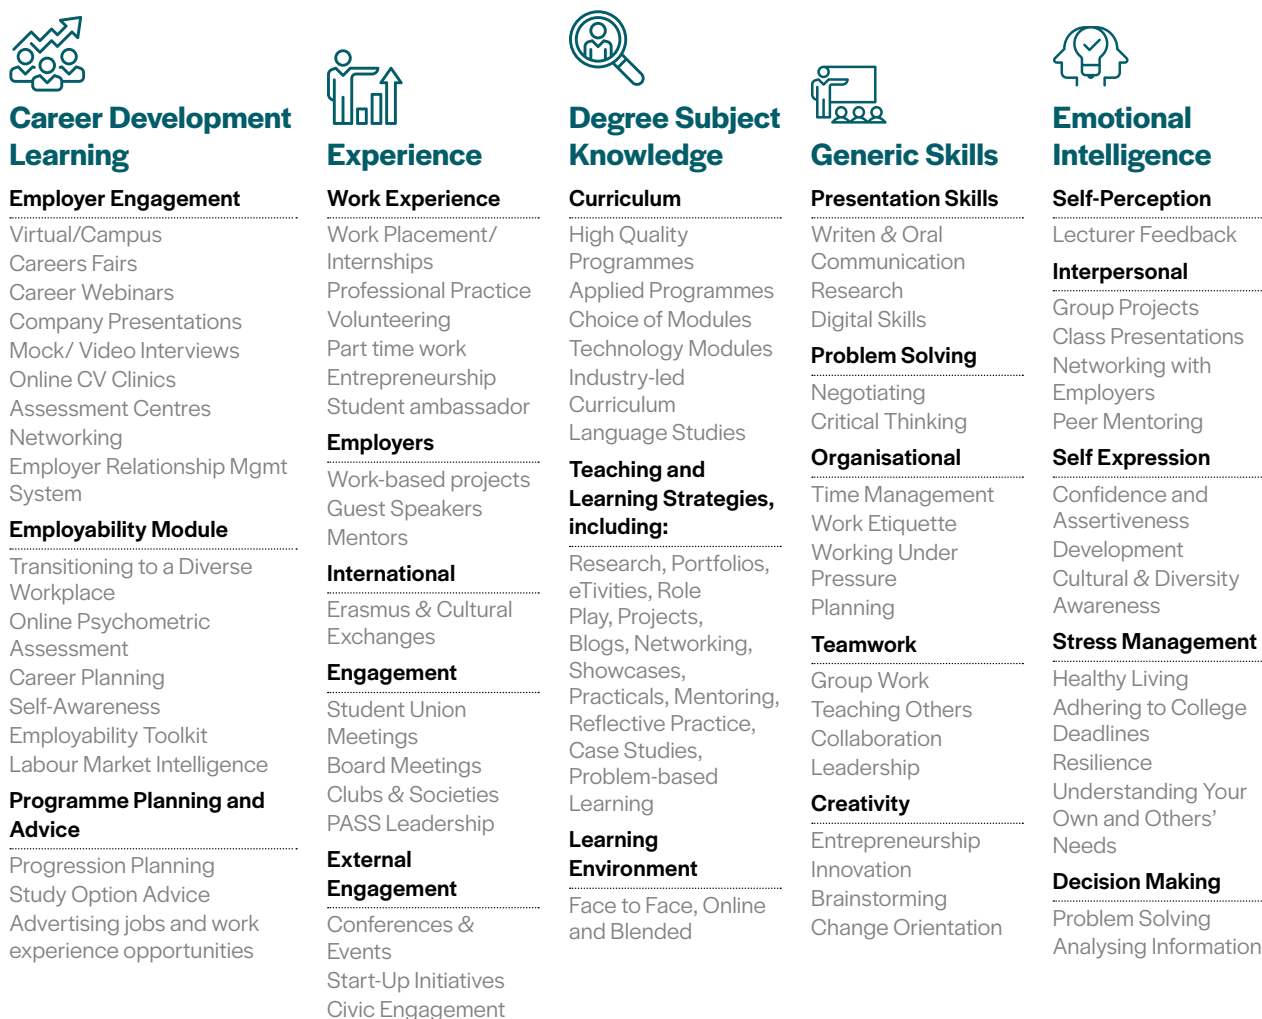 Career Development
Learning
Employer Engagement
Virtual/Campus
Careers Fairs
Career Webinars
Company Presentations
Mock/ Video Interviews
Online CV Clinics
Assessment Centres
Networking
Employer Relationship Mgmt
System
Employability Module
Transitioning to a Diverse
Workplace
Online Psychometric
Assessment
Career Planning
Self-Awareness
Employability Toolkit
Labour Market Intelligence
Programme Planning and
Advice
Progression Planning
Study Option Advice
Advertising jobs and work
experience opportunities
Experience
Work Experience
Work Placement/
Internships
Professional Practice
Volunteering
Part time work
Entrepreneurship
Student ambassador
Employers
Work-based projects
Guest Speakers
Mentors
International
Erasmus & Cultural
Exchanges
Engagement
Student Union
Meetings
Board Meetings
Clubs & Societies
PASS Leadership
External
Engagement
Conferences &
Events
Start-Up Initiatives
Civic Engagement
Degree Subject
Knowledge
Curriculum
High Quality
Programmes
Applied Programmes
Choice of Modules
Technology Modules
Industry-led
Curriculum
Language Studies
Teaching and
Learning Strategies,
including:
Research, Portfolios,
eTivities, Role
Play, Projects,
Blogs, Networking,
Showcases,
Practicals, Mentoring,
Reflective Practice,
Case Studies,
Problem-based
Learning
Learning
Environment
Face to Face, Online
and Blended
Generic Skills
Presentation Skills
Writen & Oral
Communication
Research
Digital Skills
Problem Solving
Negotiating
Critical Thinking
Organisational
Time Management
Work Etiquette
Working Under
Pressure
Planning
Teamwork
Group Work
Teaching Others
Collaboration
Leadership
Creativity
Entrepreneurship
Innovation
Brainstorming
Change Orientation
Emotional
Intelligence
Self-Perception
Lecturer Feedback
Interpersonal
Group Projects
Class Presentations
Networking with
Employers
Peer Mentoring
Self Expression
Confidence and
Assertiveness
Development
Cultural & Diversity
Awareness
Stress Management
Healthy Living
Adhering to College
Deadlines
Resilience
Understanding Your
Own and Others'
Needs
Decision Making
Problem Solving
Analysing Information